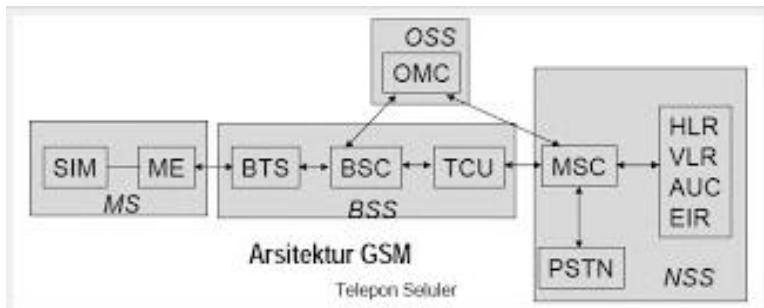 OSS
OMC
SIM
ME
MS
BTS
BSC
TCU
BSS
MSC
HLR
VLR
AUC
EIR
PSTN
NSS
Arsitektur GSM
Telepon Seluler